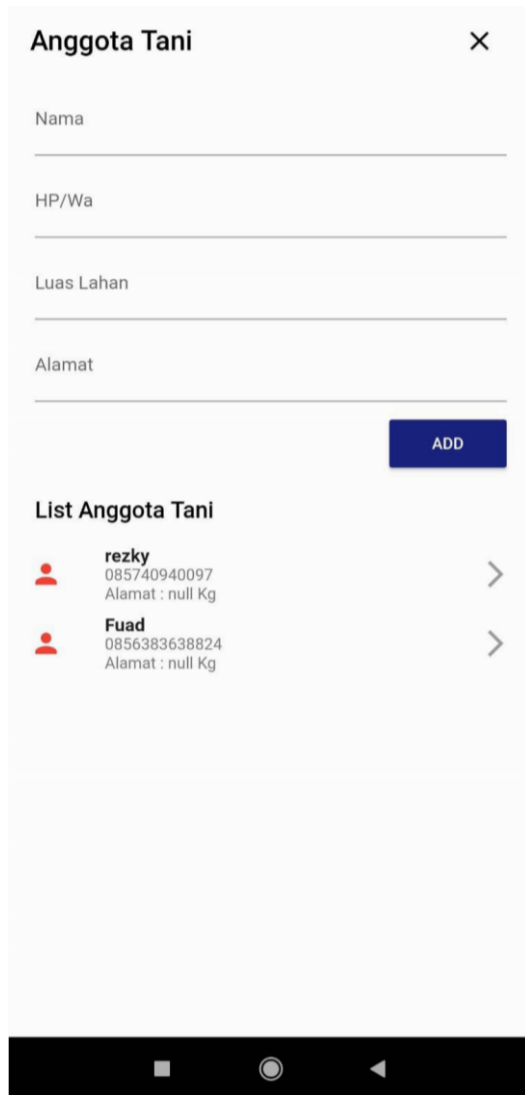 Anggota Tani
Nama
HP/Wa
Luas Lahan
Alamat
ADD
List Anggota Tani
rezky
085740940097
Alamat : null Kg
Fuad
0856383638824
Alamat : null Kg